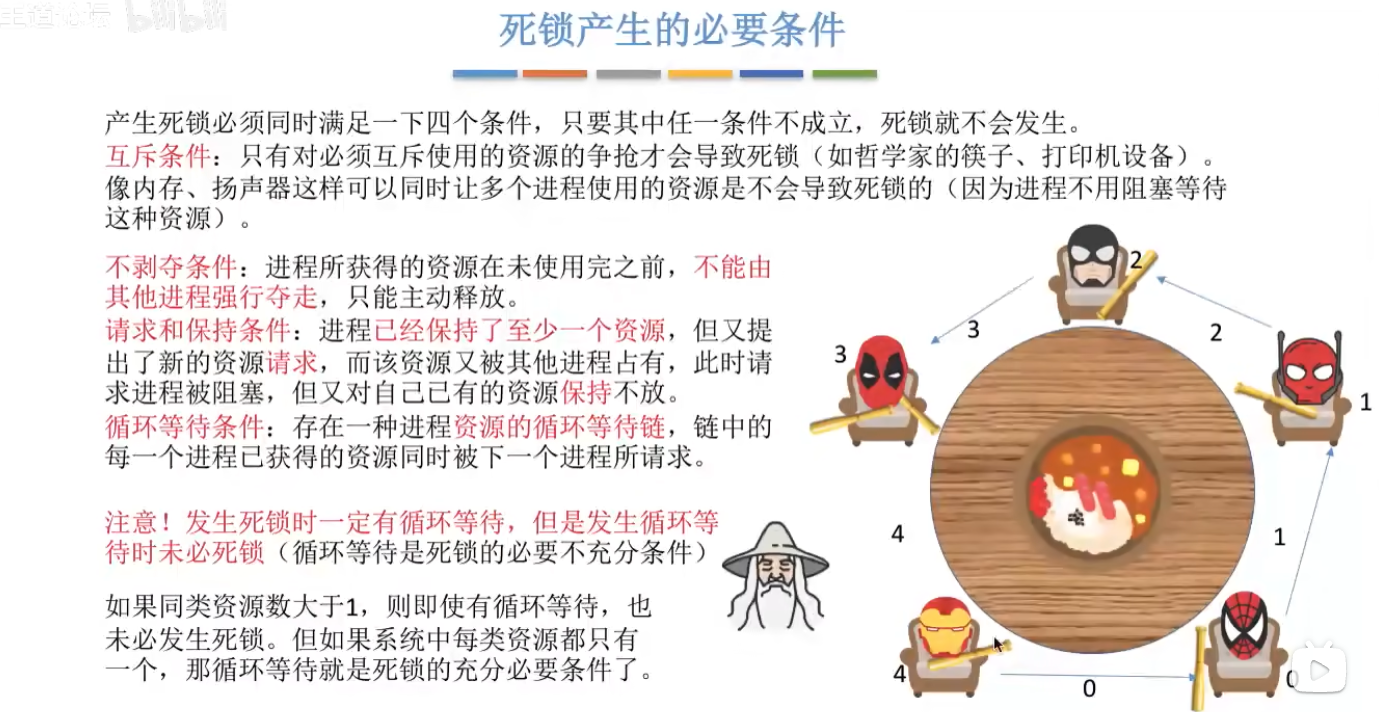 王道论坛 bilibili
死锁产生的必要条件
产生死锁必须同时满足一下四个条件，只要其中任一条件不成立，死锁就不会发生。
互斥条件：只有对必须互斥使用的资源的争抢才会导致死锁（如哲学家的筷子、打印机设备）。
像内存、扬声器这样可以同时让多个进程使用的资源是不会导致死锁的（因为进程不用阻塞等待
这种资源）。
不剥夺条件：进程所获得的资源在未使用完之前，不能由
其他进程强行夺走，只能主动释放。
请求和保持条件：进程已经保持了至少一个资源，但又提
出了新的资源请求，而该资源又被其他进程占有，此时请
求进程被阻塞，但又对自己已有的资源保持不放。
循环等待条件：存在一种进程资源的循环等待链，链中的
每一个进程已获得的资源同时被下一个进程所请求。
注意！发生死锁时一定有循环等待，但是发生循环等
待时未必死锁（循环等待是死锁的必要不充分条件）
如果同类资源数大于1，则即使有循环等待，也
未必发生死锁。但如果系统中每类资源都只有
一个，那循环等待就是死锁的充分必要条件了。
2
3
2
3
1
4
1
4
0
0